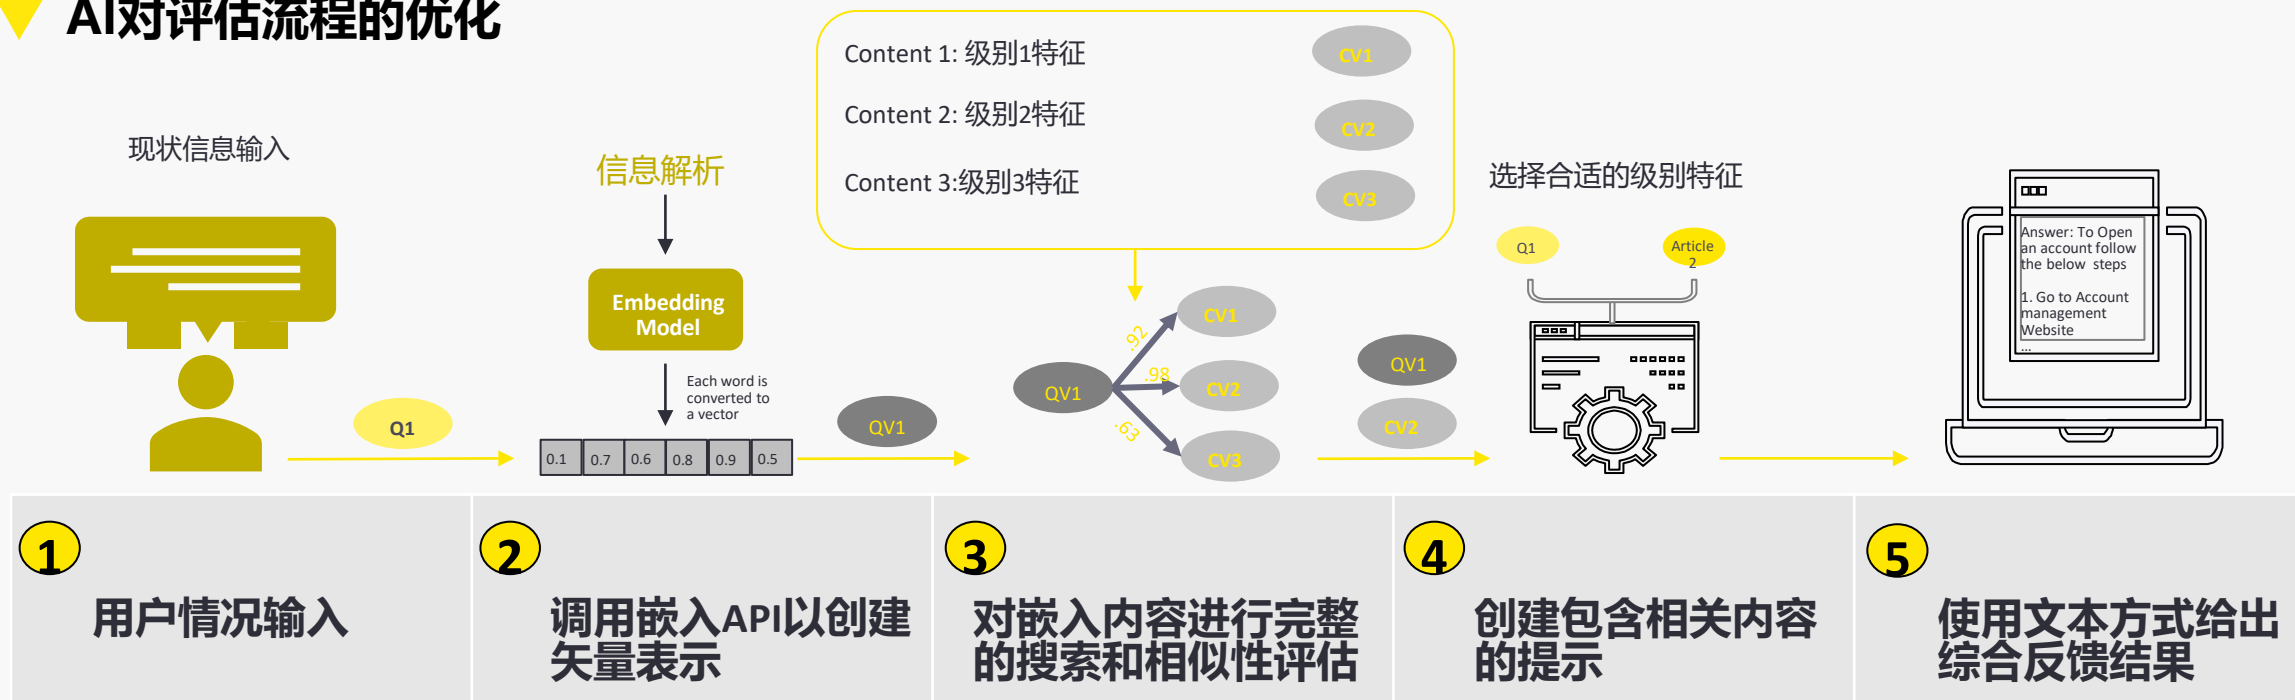 AI对评估流程的优化
现状信息输入
Q1
信息解析
Embedding
Model
Each word is
converted to
a vector
0.1 0.7 0.6 0.8 0.9 0.5
QV1
Content 1: 级别1特征
CV1
Content 2: 级别2特征
CV2
Content 3:级别3特征
CV3
QV1
.92
CV1
.98
CV2
.63
CV3
QV1
CV2
选择合适的级别特征
Q1
Article
2
Answer: To Open
an account follow
the below steps
1. Go to Account
management
Website
...
1
用户情况输入
2
调用嵌入API以创建
矢量表示
3
对嵌入内容进行完整
的搜索和相似性评估
4
创建包含相关内容
的提示
5
使用文本方式给出
综合反馈结果